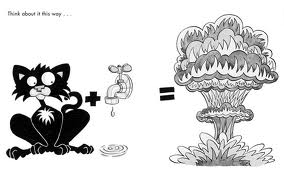 Think about it this way . . .